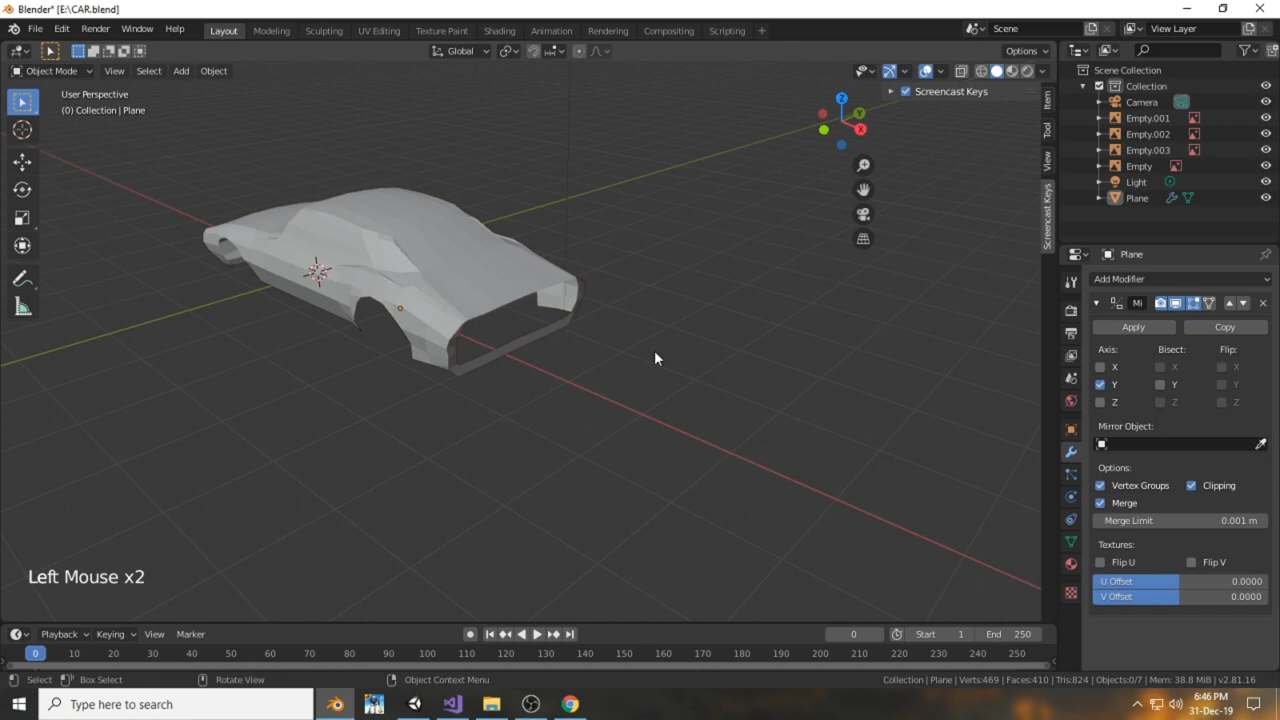 Blender* [E:\CAR.blend]
File Edit Render Window Help Layout Modeling Sculpting UV Editing Texture Paint Shading Animation Rendering Compositing Scripting + Scene View Layer
Global Options
Object Mode View Select Add Object
User Perspective
(0) Collection | Plane
Screencast Keys
Z
Y
X
Item
Tool
View
Screencast Keys
Scene Collection
Collection
Camera
Empty.001
Empty.002
Empty.003
Empty
Light
Plane
Plane
Add Modifier
Mi
Apply Copy
Axis: Bisect: Flip:
X X X
Y Y Y
Z Z Z
Mirror Object:
Options:
Vertex Groups Clipping
Merge
Merge Limit 0.001 m
Textures:
Flip U Flip V
U Offset 0.0000
V Offset 0.0000
Left Mouse x2
Playback Keying View Marker 0 Start 1 End 250
0 10 20 30 40 50 60 70 80 90 100 110 120 130 140 150 160 170 180 190 200 210 220 230 240 250
Select Box Select Rotate View Object Context Menu Collection | Plane | Verts:469 | Faces:410 | Tris:824 | Objects:0/7 | Mem: 38.8 MiB | v2.81.16
Type here to search
6:46 PM
31-Dec-19